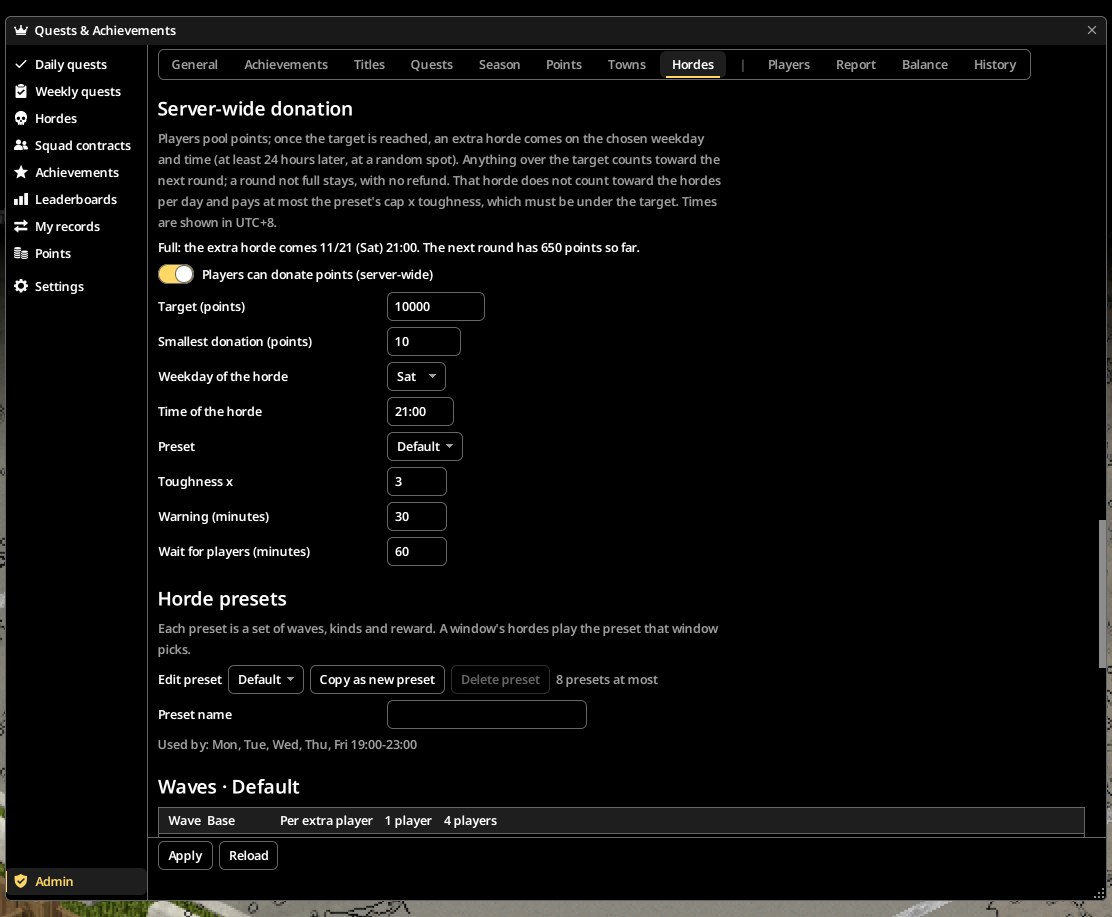 Quests & Achievements
Daily quests
Weekly quests
Hordes
Squad contracts
Achievements
Leaderboards
My records
Points
Settings
Admin
General Achievements Titles Quests Season Points Towns Hordes | Players Report Balance History
Server-wide donation
Players pool points; once the target is reached, an extra horde comes on the chosen weekday
and time (at least 24 hours later, at a random spot). Anything over the target counts toward the
next round; a round not full stays, with no refund. That horde does not count toward the hordes
per day and pays at most the preset's cap x toughness, which must be under the target. Times
are shown in UTC+8.
Full: the extra horde comes 11/21 (Sat) 21:00. The next round has 650 points so far.
Players can donate points (server-wide)
Target (points) 10000
Smallest donation (points) 10
Weekday of the horde Sat
Time of the horde 21:00
Preset Default
Toughness x 3
Warning (minutes) 30
Wait for players (minutes) 60
Horde presets
Each preset is a set of waves, kinds and reward. A window's hordes play the preset that window
picks.
Edit preset Default Copy as new preset Delete preset 8 presets at most
Preset name
Used by: Mon, Tue, Wed, Thu, Fri 19:00-23:00
Waves · Default
Wave Base Per extra player 1 player 4 players
Apply Reload